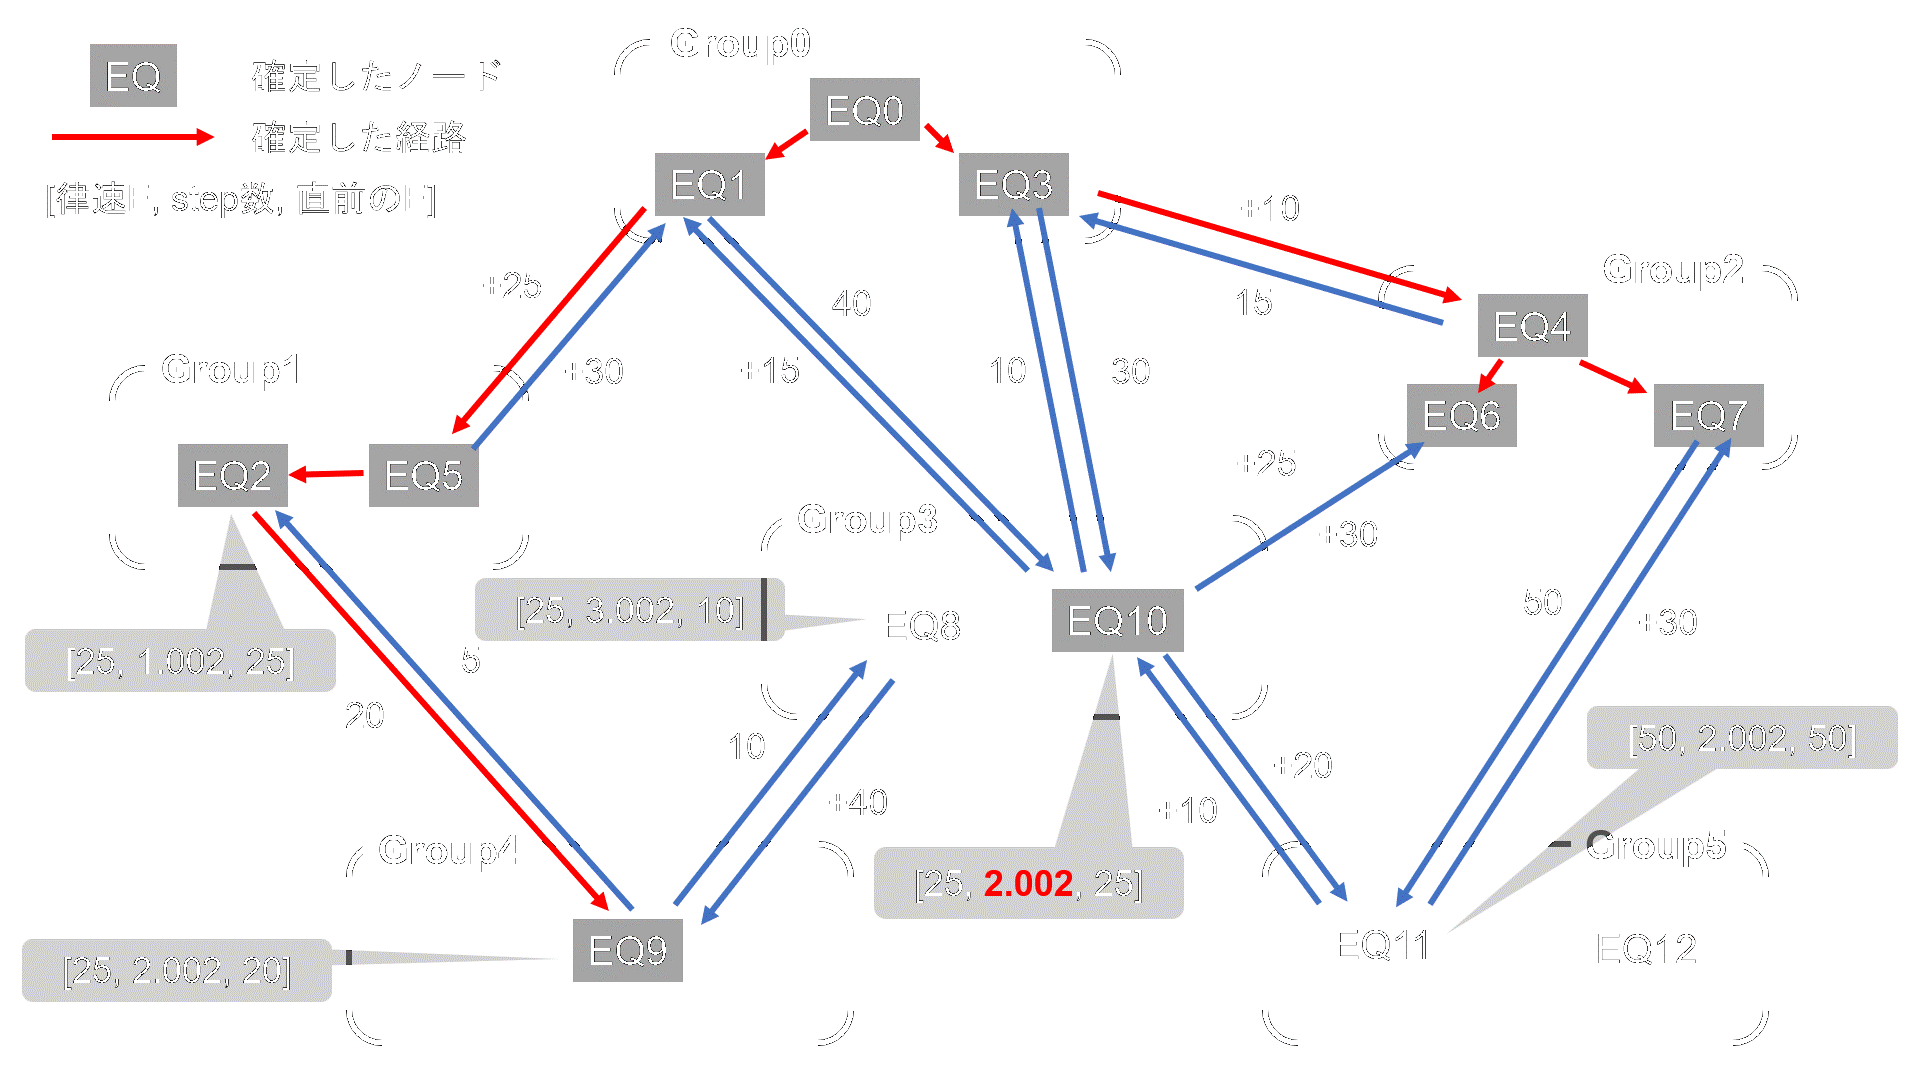 Group0
EQ 確定したノード
EQ0
確定した経路
EQ1
EQ3
[律速E, step数, 直前のE]
+10
Group2
+25
40
15
EQ4
Group1
+30
+15
10
30
EQ6
EQ7
EQ2
EQ5
+25
Group3
+30
[25, 3.002, 10]
EQ8
EQ10
50
+30
[25, 1.002, 25]
5
20
10
+20
[50, 2.002, 50]
+40
+10
Group4
Group5
[25, 2.002, 25]
EQ9
EQ11
EQ12
[25, 2.002, 20]